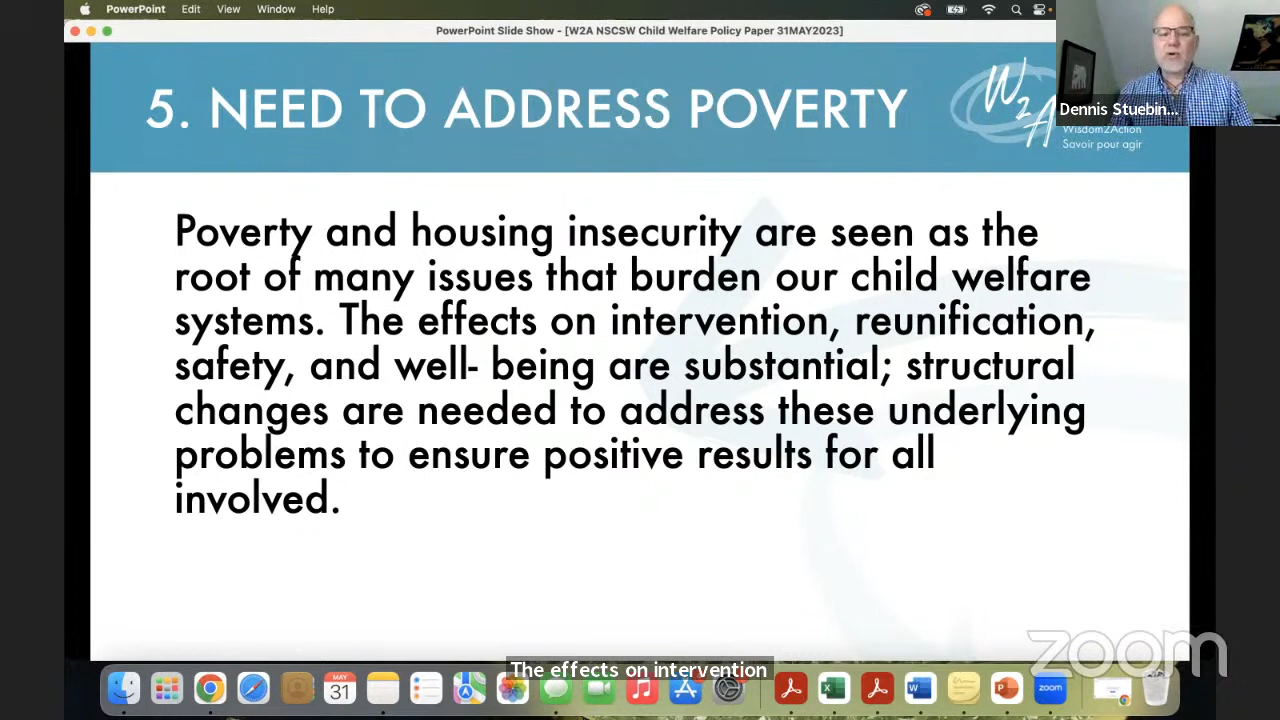 PowerPoint Edit View Window Help
PowerPoint Slide Show - [W2A NSCSW Child Welfare Policy Paper 31MAY2023]
5. NEED TO ADDRESS POVERTY
W2A
Wisdom2Action
Savoir pour agir
Dennis Stuebin...
Poverty and housing insecurity are seen as the
root of many issues that burden our child welfare
systems. The effects on intervention, reunification,
safety, and well- being are substantial; structural
changes are needed to address these underlying
problems to ensure positive results for all
involved.
zoom
The effects on intervention
MAY
31
zoom